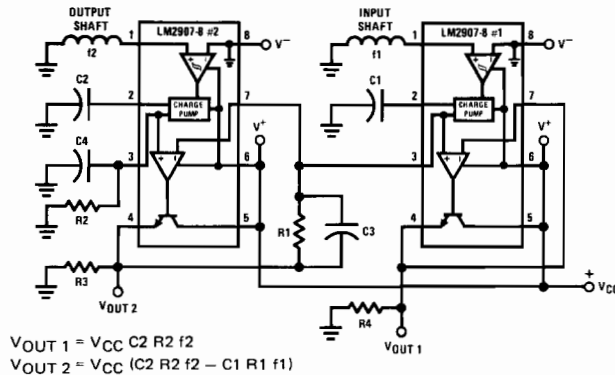 OUTPUT SHAFT
f2
LM2907-8 #2
1
8
V−
C2
2
CHARGE PUMP
7
C4
3
+
−
V+
6
R2
4
5
R1
C3
R3
VOUT 2
INPUT SHAFT
f1
LM2907-8 #1
1
8
V−
C1
2
CHARGE PUMP
7
3
+
−
V+
6
4
5
+
VCC
R4
VOUT 1
VOUT 1 = VCC C2 R2 f2
VOUT 2 = VCC (C2 R2 f2 − C1 R1 f1)